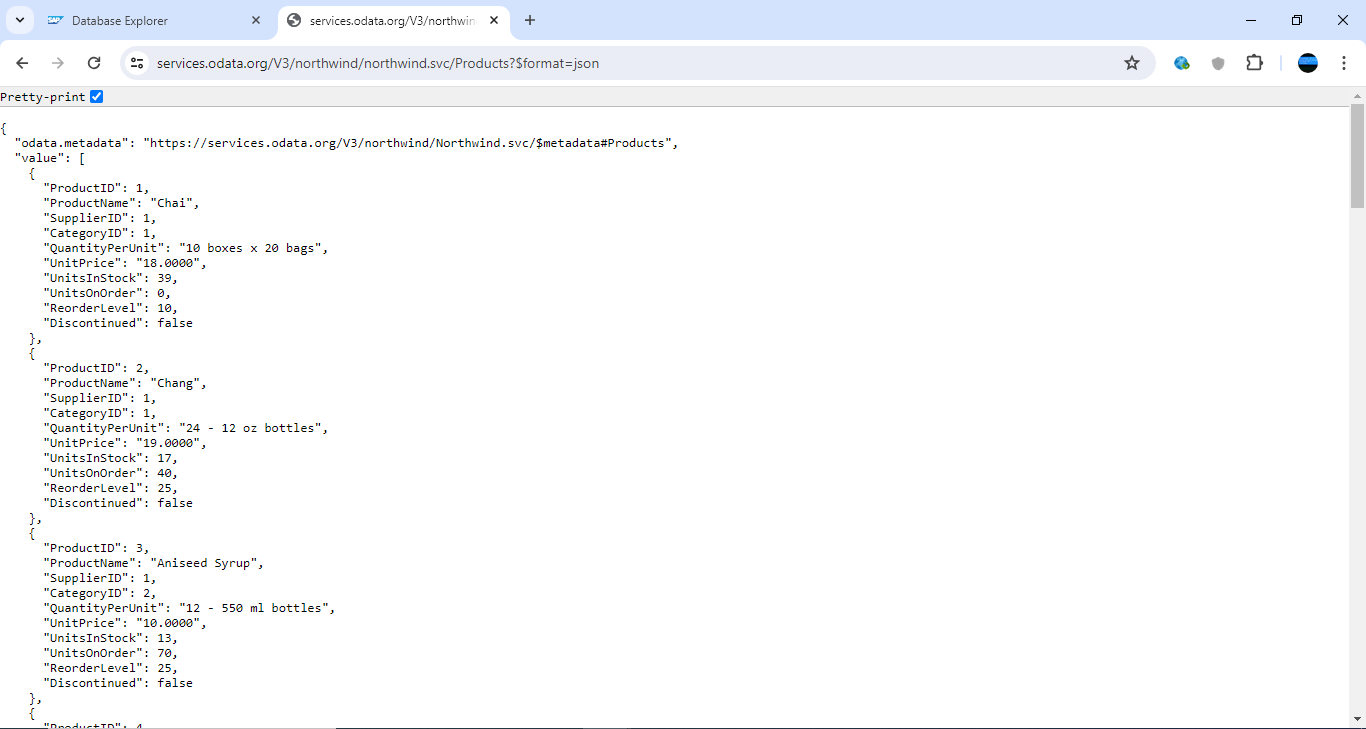 Database Explorer
services.odata.org/V3/northwin
services.odata.org/V3/northwind/northwind.svc/Products?$format=json
Pretty-print
{
  "odata.metadata": "https://services.odata.org/V3/northwind/Northwind.svc/$metadata#Products",
  "value": [
    {
      "ProductID": 1,
      "ProductName": "Chai",
      "SupplierID": 1,
      "CategoryID": 1,
      "QuantityPerUnit": "10 boxes x 20 bags",
      "UnitPrice": "18.0000",
      "UnitsInStock": 39,
      "UnitsOnOrder": 0,
      "ReorderLevel": 10,
      "Discontinued": false
    },
    {
      "ProductID": 2,
      "ProductName": "Chang",
      "SupplierID": 1,
      "CategoryID": 1,
      "QuantityPerUnit": "24 - 12 oz bottles",
      "UnitPrice": "19.0000",
      "UnitsInStock": 17,
      "UnitsOnOrder": 40,
      "ReorderLevel": 25,
      "Discontinued": false
    },
    {
      "ProductID": 3,
      "ProductName": "Aniseed Syrup",
      "SupplierID": 1,
      "CategoryID": 2,
      "QuantityPerUnit": "12 - 550 ml bottles",
      "UnitPrice": "10.0000",
      "UnitsInStock": 13,
      "UnitsOnOrder": 70,
      "ReorderLevel": 25,
      "Discontinued": false
    },
    {
      "ProductID": 4